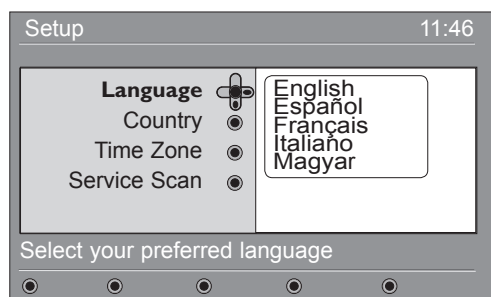 Setup 11:46
Language
Country
Time Zone
Service Scan
English
Español
Français
Italiano
Magyar
Select your preferred language